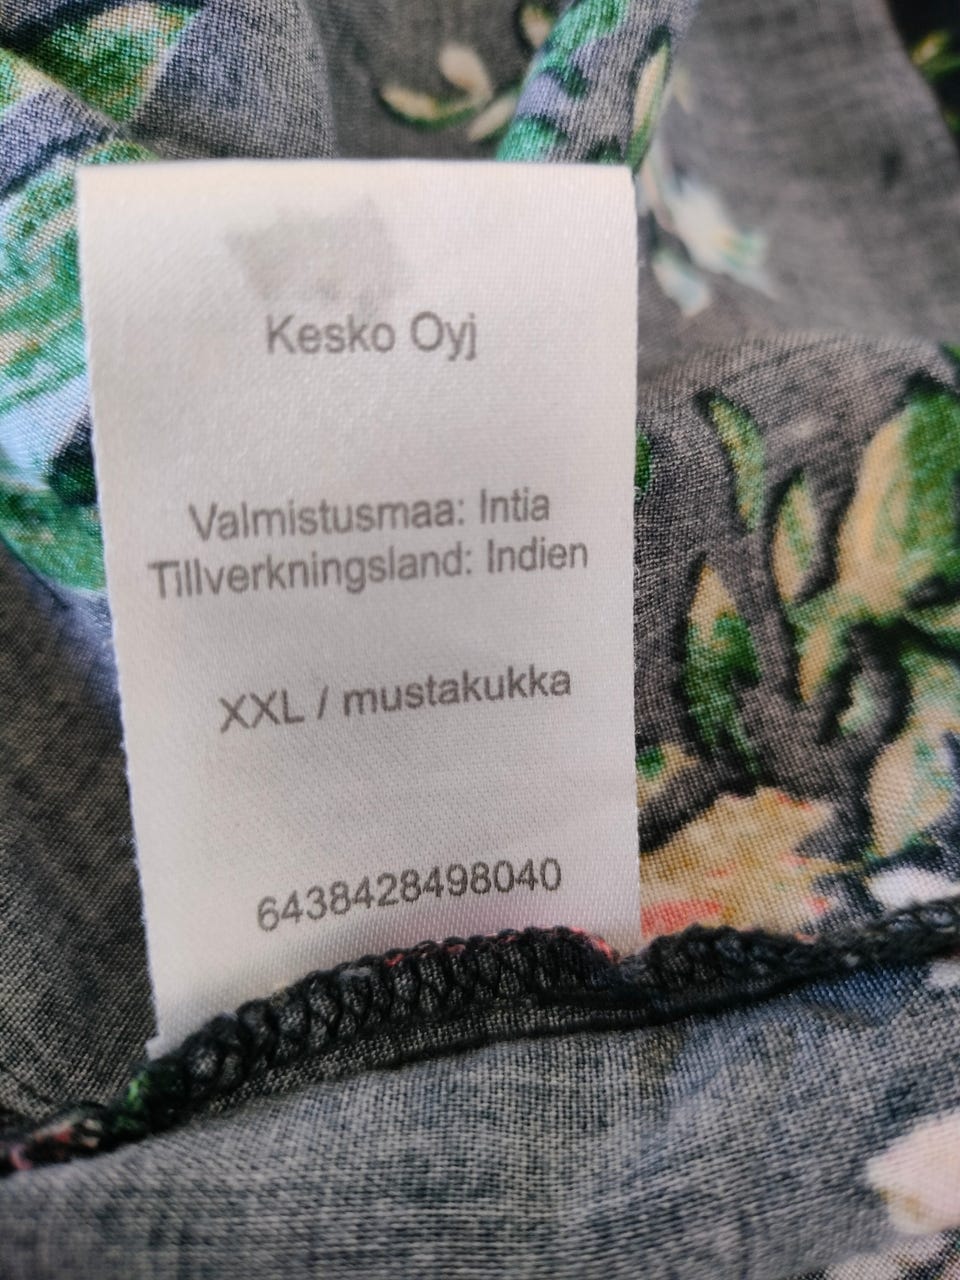 Kesko Oyj
Valmistusmaa: Intia
Tillverkningsland: Indien
XXL / mustakukka
6438428498040